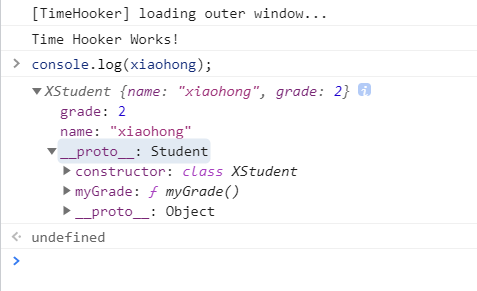 [TimeHooker] loading outer window...
Time Hooker Works!
> console.log(xiaohong);
▼XStudent {name: "xiaohong", grade: 2} i
grade: 2
name: "xiaohong"
▼__proto__: Student
▶constructor: class XStudent
▶myGrade: ƒ myGrade()
▶__proto__: Object
undefined
>